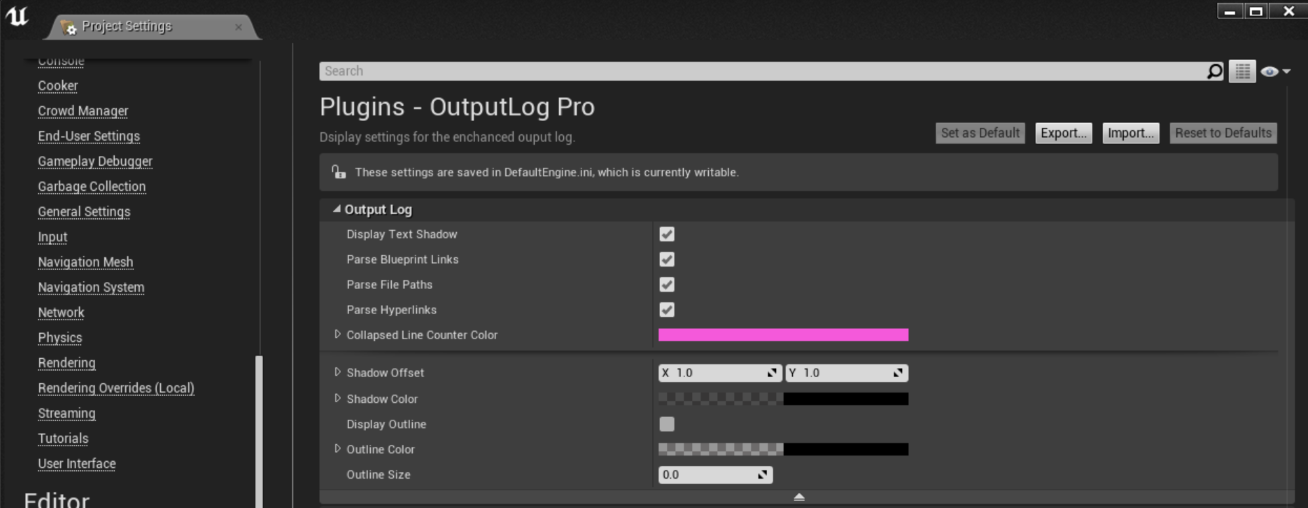 Project Settings
Console
Cooker
Crowd Manager
End-User Settings
Gameplay Debugger
Garbage Collection
General Settings
Input
Navigation Mesh
Navigation System
Network
Physics
Rendering
Rendering Overrides (Local)
Streaming
Tutorials
User Interface
Editor
Search
Plugins - OutputLog Pro
Dsiplay settings for the enchanced ouput log.
Set as Default
Export...
Import...
Reset to Defaults
These settings are saved in DefaultEngine.ini, which is currently writable.
Output Log
Display Text Shadow
Parse Blueprint Links
Parse File Paths
Parse Hyperlinks
Collapsed Line Counter Color
Shadow Offset X 1.0 Y 1.0
Shadow Color
Display Outline
Outline Color
Outline Size 0.0